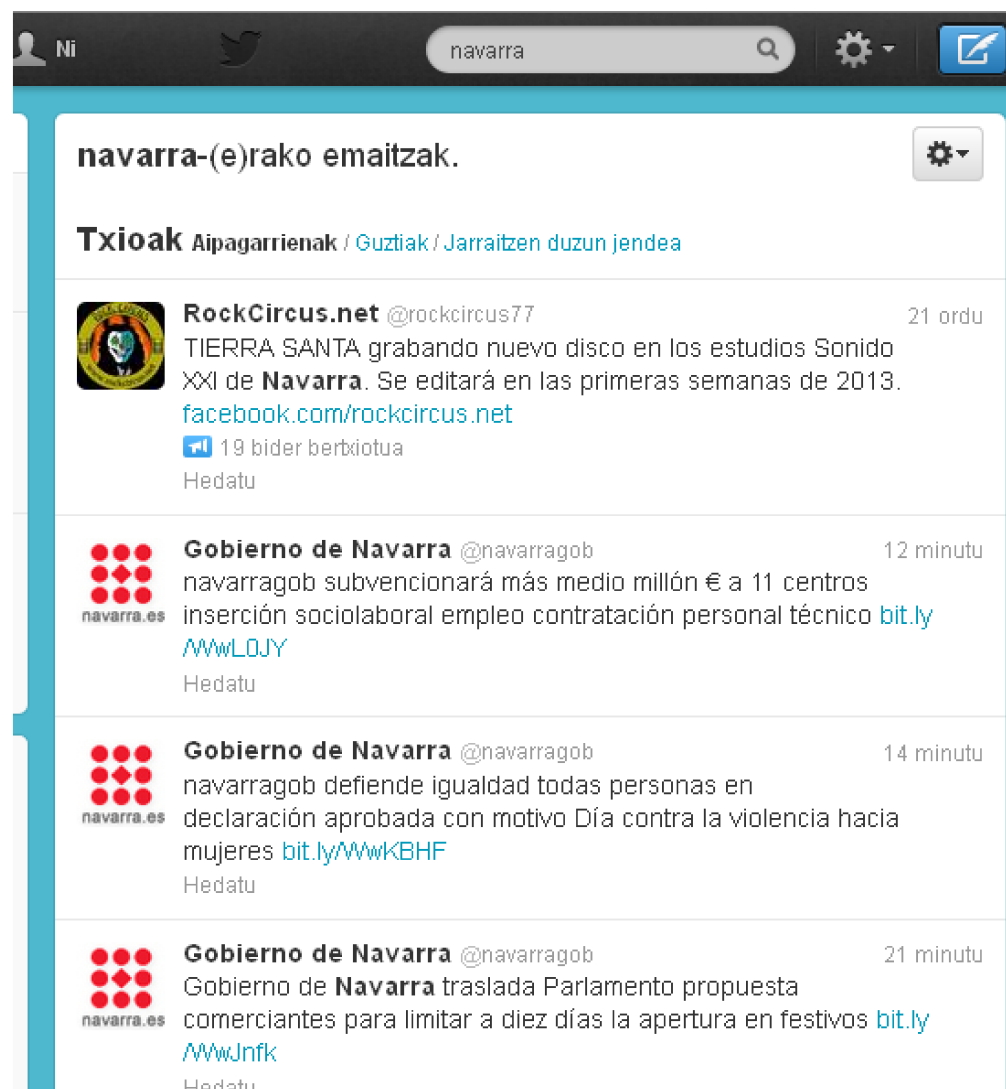 Ni
navarra
navarra-(e)rako emaitzak.
Txioak Aipagarrienak / Guztiak / Jarraitzen duzun jendea
RockCircus.net @rockcircus77 21 ordu
TIERRA SANTA grabando nuevo disco en los estudios Sonido
XXI de Navarra. Se editará en las primeras semanas de 2013.
facebook.com/rockcircus.net
19 bider bertxiotua
Hedatu
Gobierno de Navarra @navarragob 12 minutu
navarragob subvencionará más medio millón € a 11 centros
navarra.es inserción sociolaboral empleo contratación personal técnico bit.ly
/WwL0JY
Hedatu
Gobierno de Navarra @navarragob 14 minutu
navarragob defiende igualdad todas personas en
navarra.es declaración aprobada con motivo Día contra la violencia hacia
mujeres bit.ly/WwKBHF
Hedatu
Gobierno de Navarra @navarragob 21 minutu
Gobierno de Navarra traslada Parlamento propuesta
navarra.es comerciantes para limitar a diez días la apertura en festivos bit.ly
/WwJnfk
Hedatu